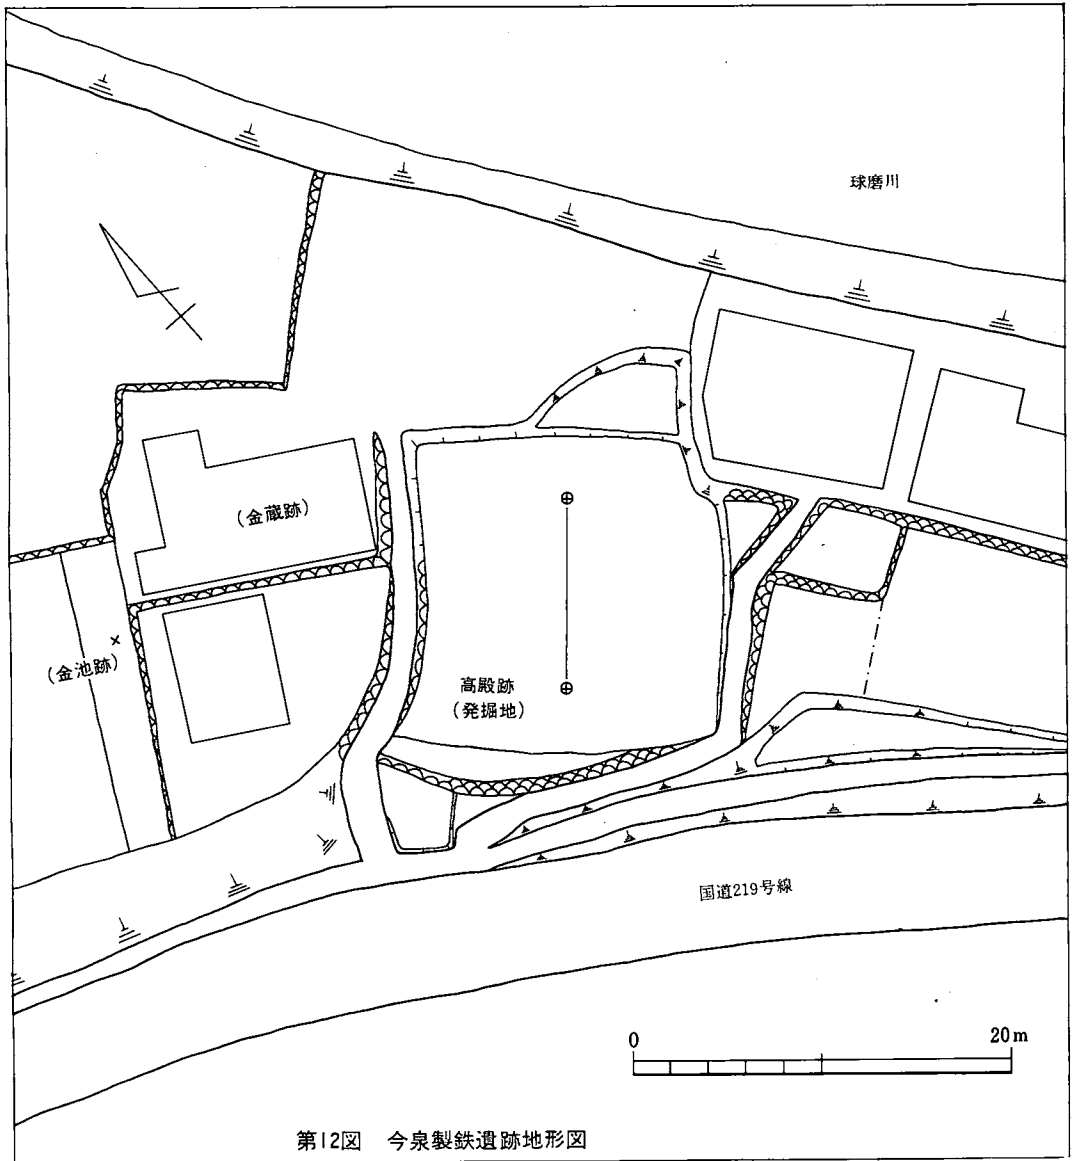 球磨川
(金蔵跡)
(金池跡)
高殿跡
(発掘地)
国道219号線
0 20m
第12図 今泉製鉄遺跡地形図